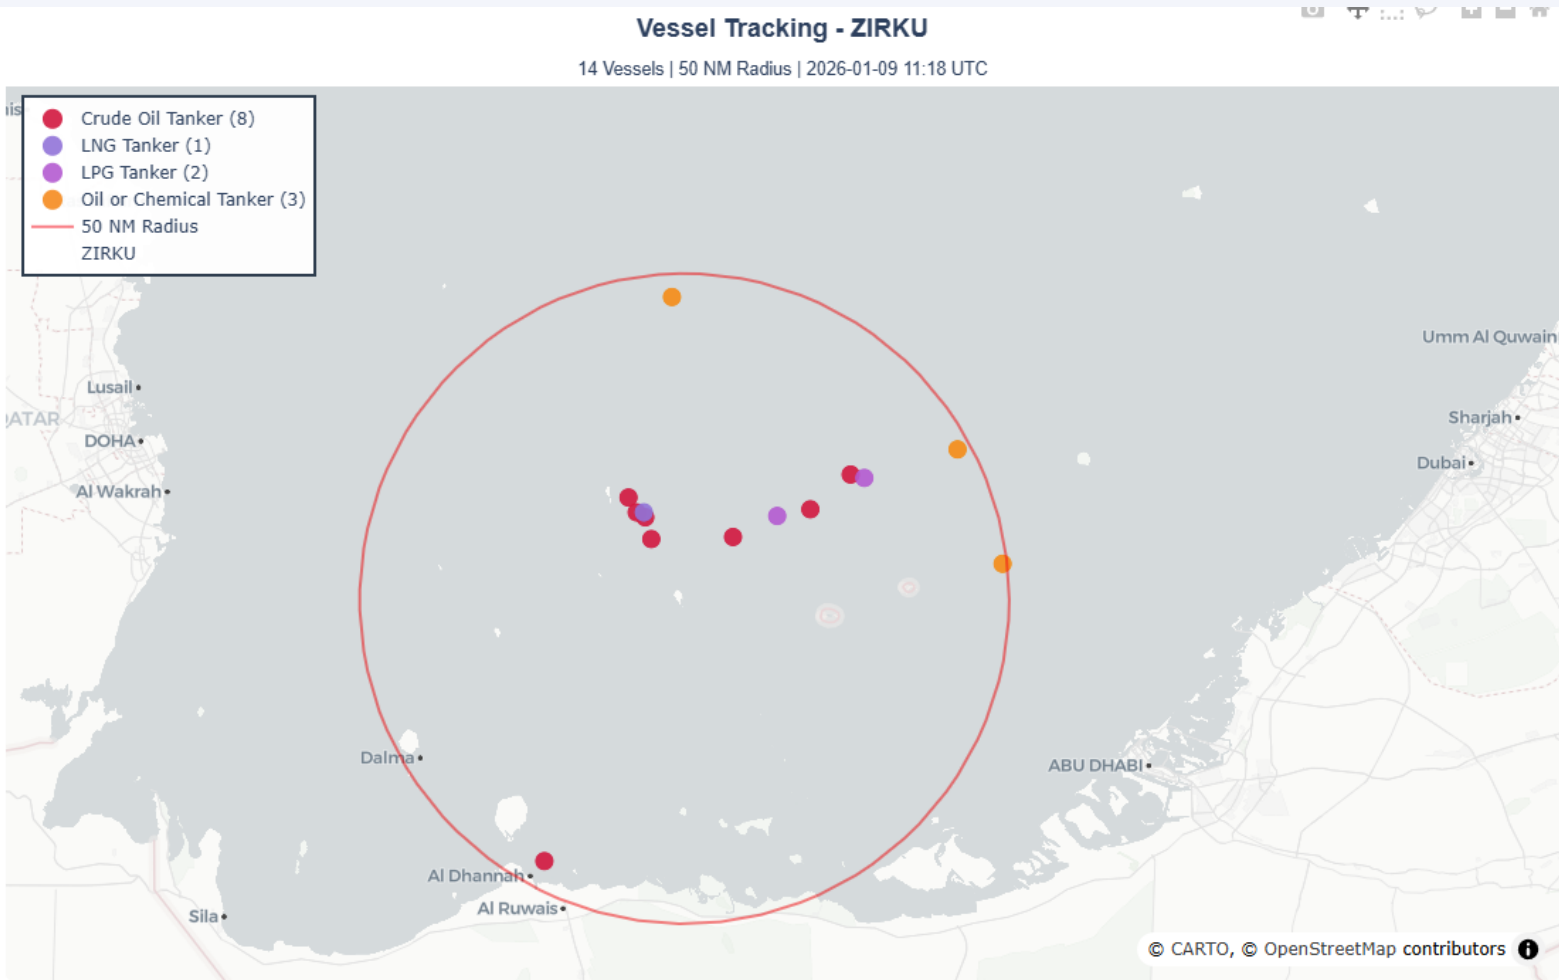 Vessel Tracking - ZIRKU
14 Vessels | 50 NM Radius | 2026-01-09 11:18 UTC
Crude Oil Tanker (8)
LNG Tanker (1)
LPG Tanker (2)
Oil or Chemical Tanker (3)
50 NM Radius
ZIRKU
Umm Al Quwain
Lusail
Sharjah
DOHA
Dubai
Al Wakrah
Dalma
ABU DHABI
Al Dhannah
Al Ruwais
Sila
© CARTO, © OpenStreetMap contributors